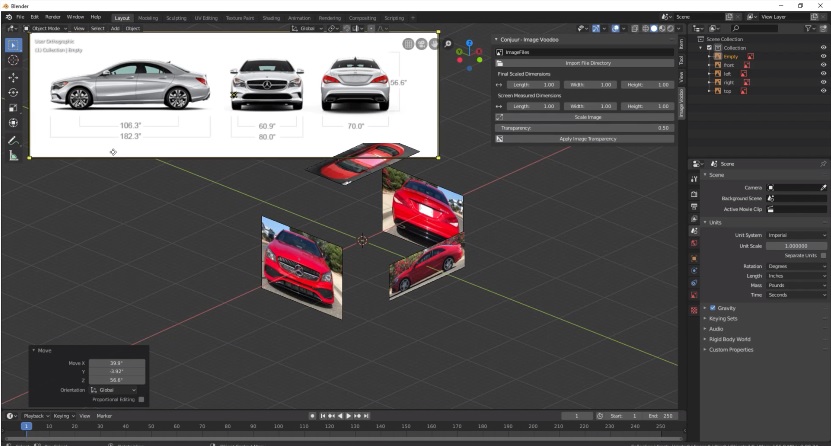 Blender
File Edit Render Window Help Layout Modeling Sculpting UV Editing Texture Paint Shading Animation Rendering Compositing Scripting + Scene View Layer
Object Mode View Select Add Object Global
User Orthographic
(1) Collection | Empty
56.6"
106.3"
182.3"
60.9"
80.0"
70.0"
Conjour - Image Voodoo
ImageFiles
Import File Directory
Final Scaled Dimensions
Length: 1.00 Width: 1.00 Height: 1.00
Screen Measured Dimensions
Length: 1.00 Width: 1.00 Height: 1.00
Scale Image
Transparency: 0.50
Apply Image Transparency
Item
Tool
View
Image Voodoo
Scene Collection
Collection
Empty
front
left
right
top
Scene
Scene
Camera
Background Scene
Active Movie Clip
Units
Unit System Imperial
Unit Scale 1.000000
Separate Units
Rotation Degrees
Length Inches
Mass Pounds
Time Seconds
Gravity
Keying Sets
Audio
Rigid Body World
Custom Properties
Move
Move X 39.9"
Y -3.92"
Z 56.6"
Orientation Global
Proportional Editing
Playback Keying View Marker 1 Start: 1 End 250
1 10 20 30 40 50 60 70 80 90 100 110 120 130 140 150 160 170 180 190 200 210 220 230 240 250